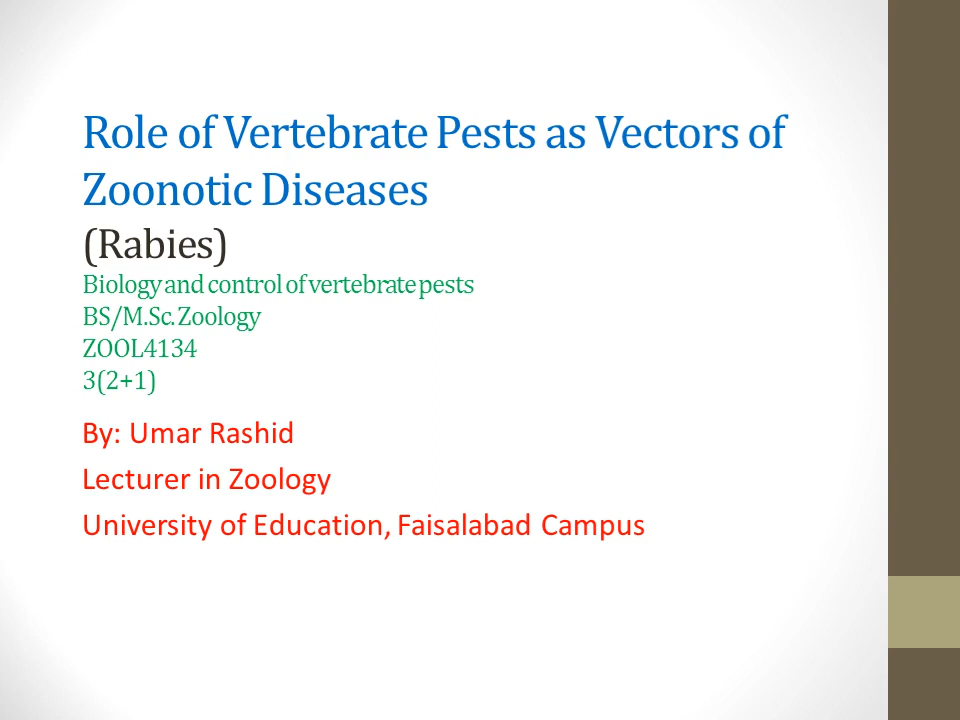 Role of Vertebrate Pests as Vectors of
Zoonotic Diseases
(Rabies)
Biology and control of vertebrate pests
BS/M.Sc. Zoology
ZOOL4134
3(2+1)
By: Umar Rashid
Lecturer in Zoology
University of Education, Faisalabad Campus